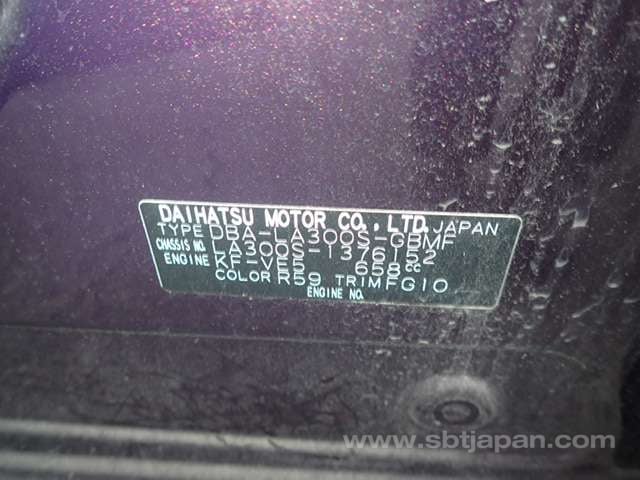 DAIHATSU MOTOR CO., LTD. JAPAN
TYPE DBA-LA300S-GBMF
CHASSIS NO. LA300S-1376152
ENGINE KF-VE5 658cc
COLOR R59 TRIM FG10
ENGINE NO.
www.sbtjapan.com